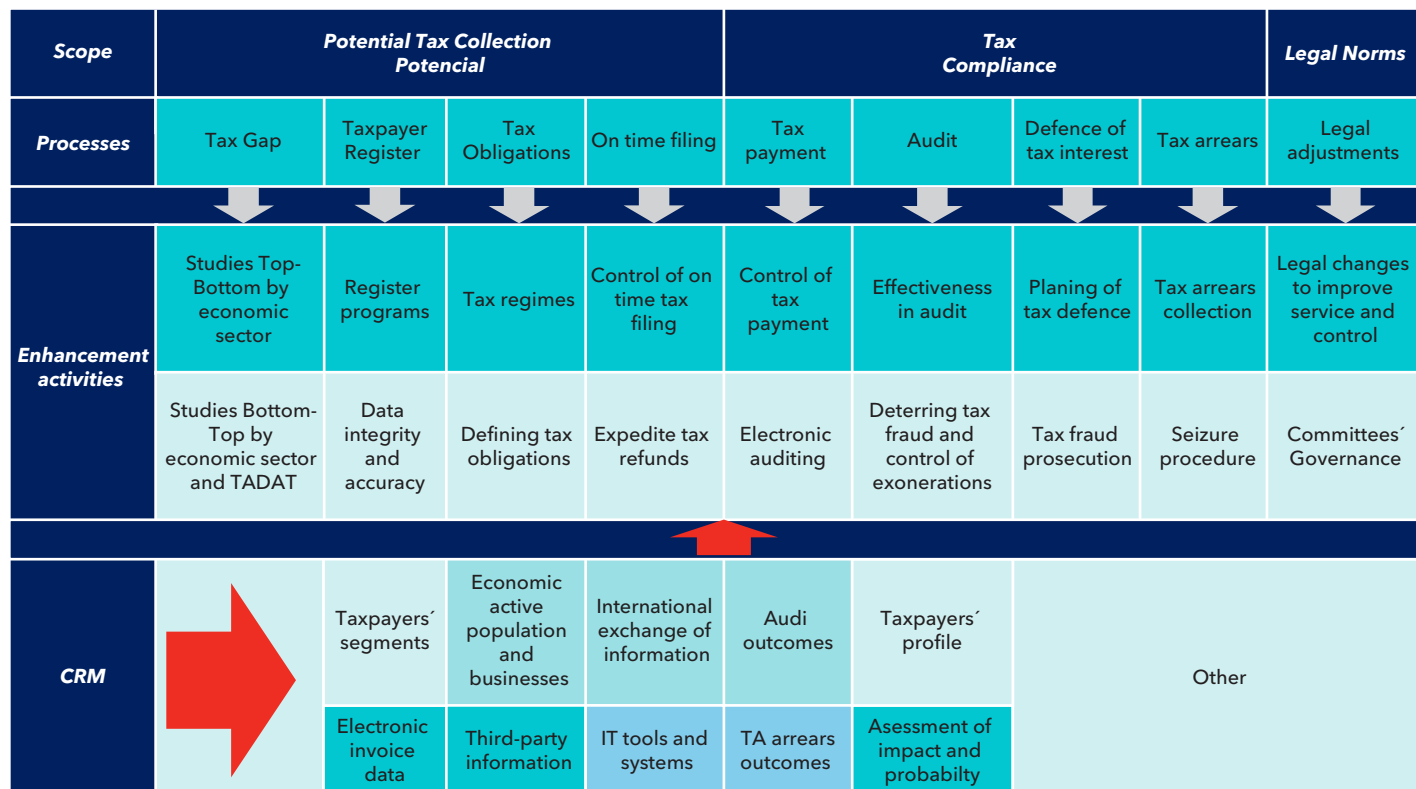 Scope
Potential Tax Collection
Potencial
Tax
Compliance
Legal Norms
Processes
Tax Gap
Taxpayer
Register
Tax
Obligations
On time filing
Tax
payment
Audit
Defence of
tax interest
Tax arrears
Legal
adjustments
Enhancement
activities
Studies Top-
Bottom by
economic
sector
Register
programs
Tax regimes
Control of on
time tax
filing
Control of
tax
payment
Effectiveness
in audit
Planing of
tax defence
Tax arrears
collection
Legal changes
to improve
service and
control
Studies Bottom-
Top by
economic sector
and TADAT
Data
integrity
and
accuracy
Defining tax
obligations
Expedite tax
refunds
Electronic
auditing
Deterring tax
fraud and
control of
exonerations
Tax fraud
prosecution
Seizure
procedure
Committees´
Governance
CRM
Taxpayers´
segments
Economic
active
population
and
businesses
International
exchange of
information
Audi
outcomes
Taxpayers´
profile
Other
Electronic
invoice
data
Third-party
information
IT tools and
systems
TA arrears
outcomes
Asessment of
impact and
probabilty